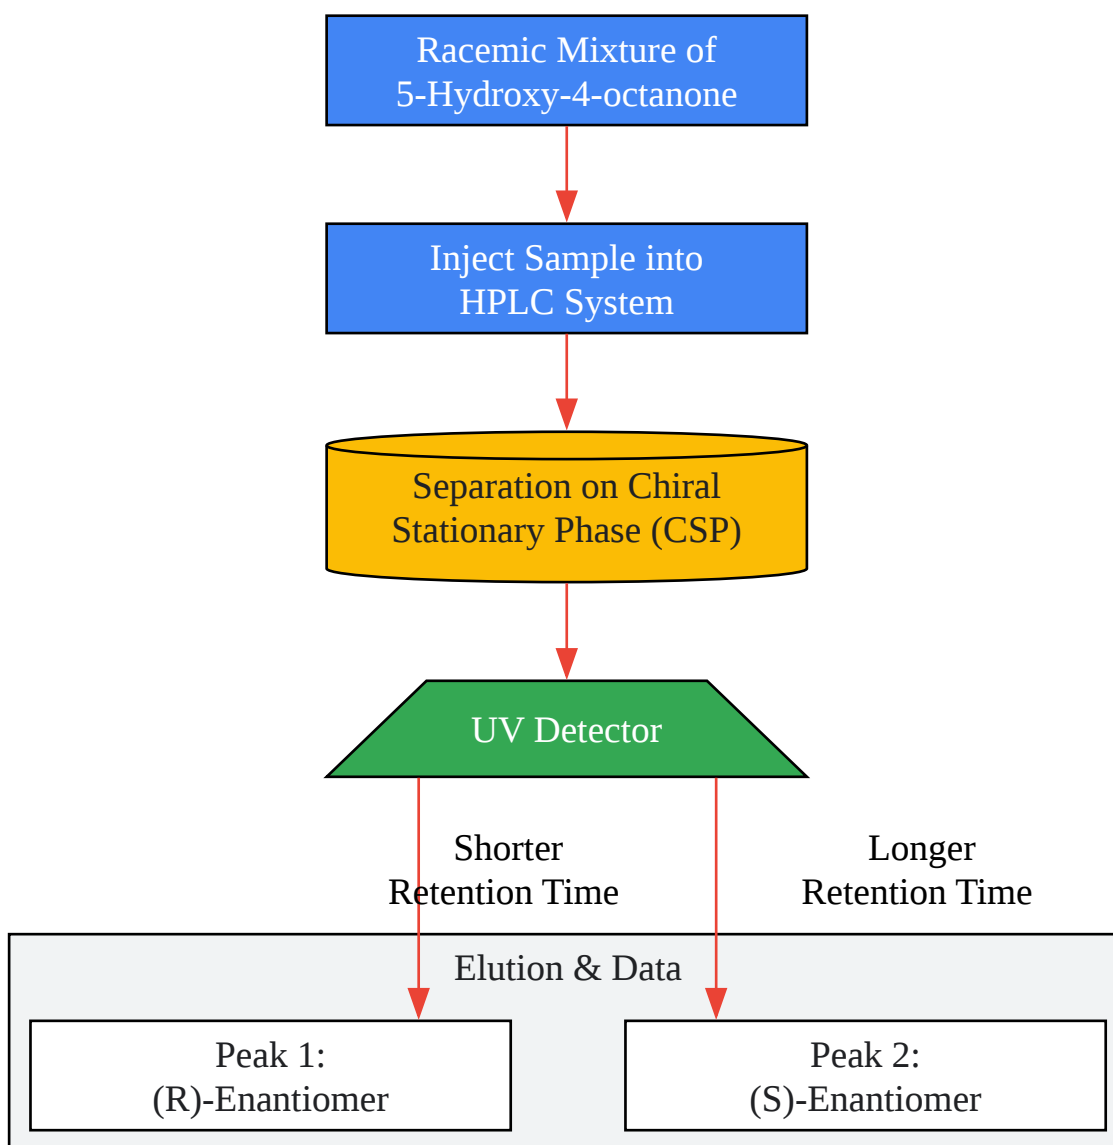 Racemic Mixture of
5-Hydroxy-4-octanone
Inject Sample into
HPLC System
Separation on Chiral
Stationary Phase (CSP)
UV Detector
Shorter
Retention Time
Longer
Retention Time
Elution & Data
Peak 1:
(R)-Enantiomer
Peak 2:
(S)-Enantiomer